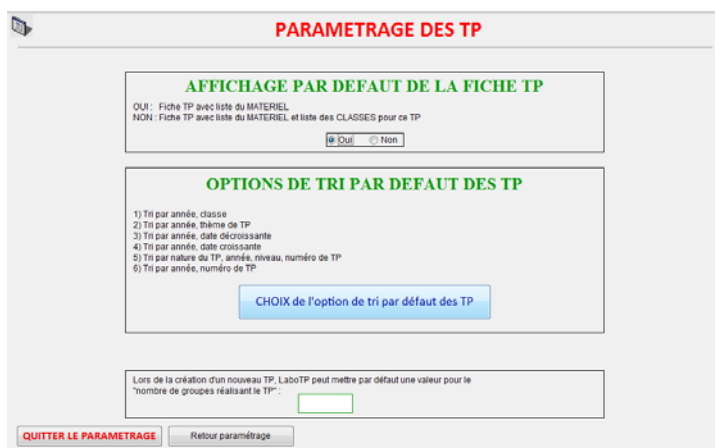 PARAMETRAGE DES TP
AFFICHAGE PAR DEFAUT DE LA FICHE TP
OUI : Fiche TP avec liste du MATERIEL
NON : Fiche TP avec liste du MATERIEL et liste des CLASSES pour ce TP
Oui Non
OPTIONS DE TRI PAR DEFAUT DES TP
1) Tri par année, classe
2) Tri par année, thème de TP
3) Tri par année, date décroissante
4) Tri par année, date croissante
5) Tri par nature du TP, année, niveau, numéro de TP
6) Tri par année, numéro de TP
CHOIX de l'option de tri par défaut des TP
Lors de la création d'un nouveau TP, LaboTP peut mettre par défaut une valeur pour le
"nombre de groupes réalisant le TP" :
QUITTER LE PARAMETRAGE Retour paramétrage